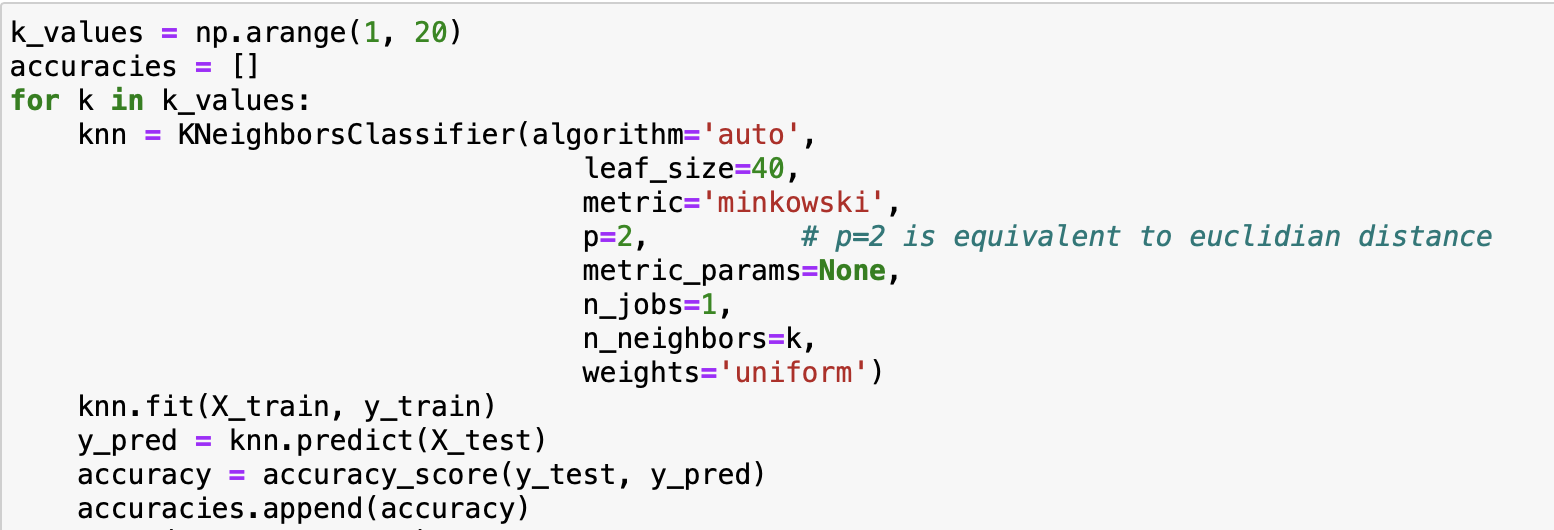 k_values = np.arange(1, 20)
accuracies = []
for k in k_values:
    knn = KNeighborsClassifier(algorithm='auto',
                              leaf_size=40,
                              metric='minkowski',
                              p=2,         # p=2 is equivalent to euclidian distance
                              metric_params=None,
                              n_jobs=1,
                              n_neighbors=k,
                              weights='uniform')
    knn.fit(X_train, y_train)
    y_pred = knn.predict(X_test)
    accuracy = accuracy_score(y_test, y_pred)
    accuracies.append(accuracy)